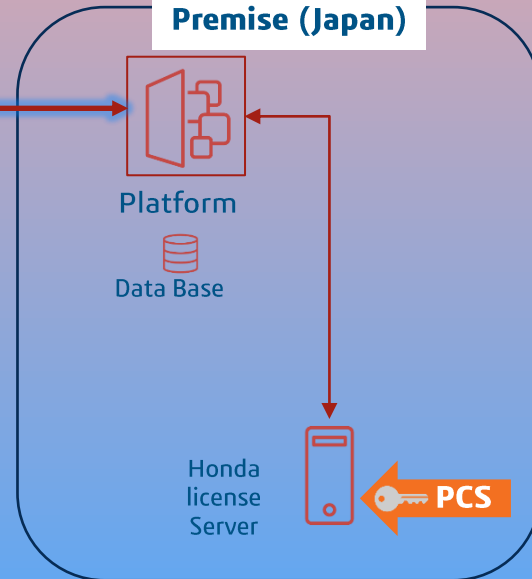 Premise (Japan)
Platform
Data Base
Honda
license
Server
PCS